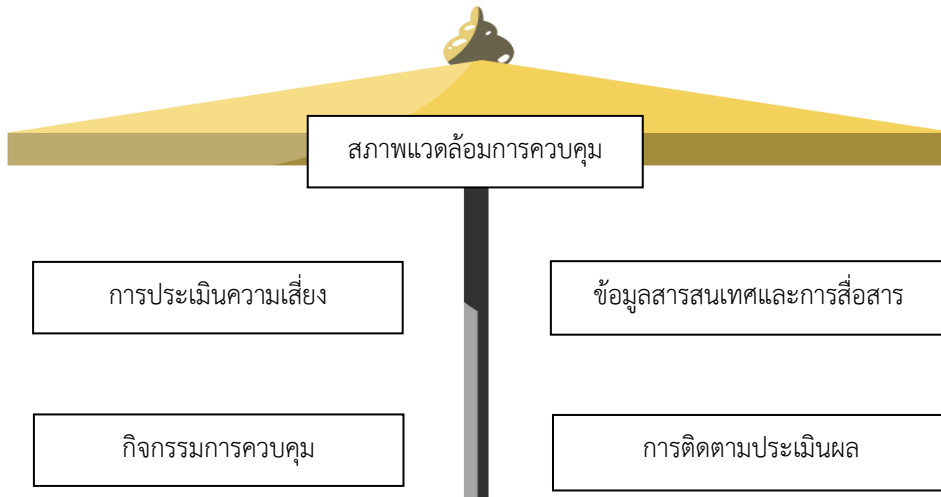 สภาพแวดล้อมการควบคุม
การประเมินความเสี่ยง
ข้อมูลสารสนเทศและการสื่อสาร
กิจกรรมการควบคุม
การติดตามประเมินผล